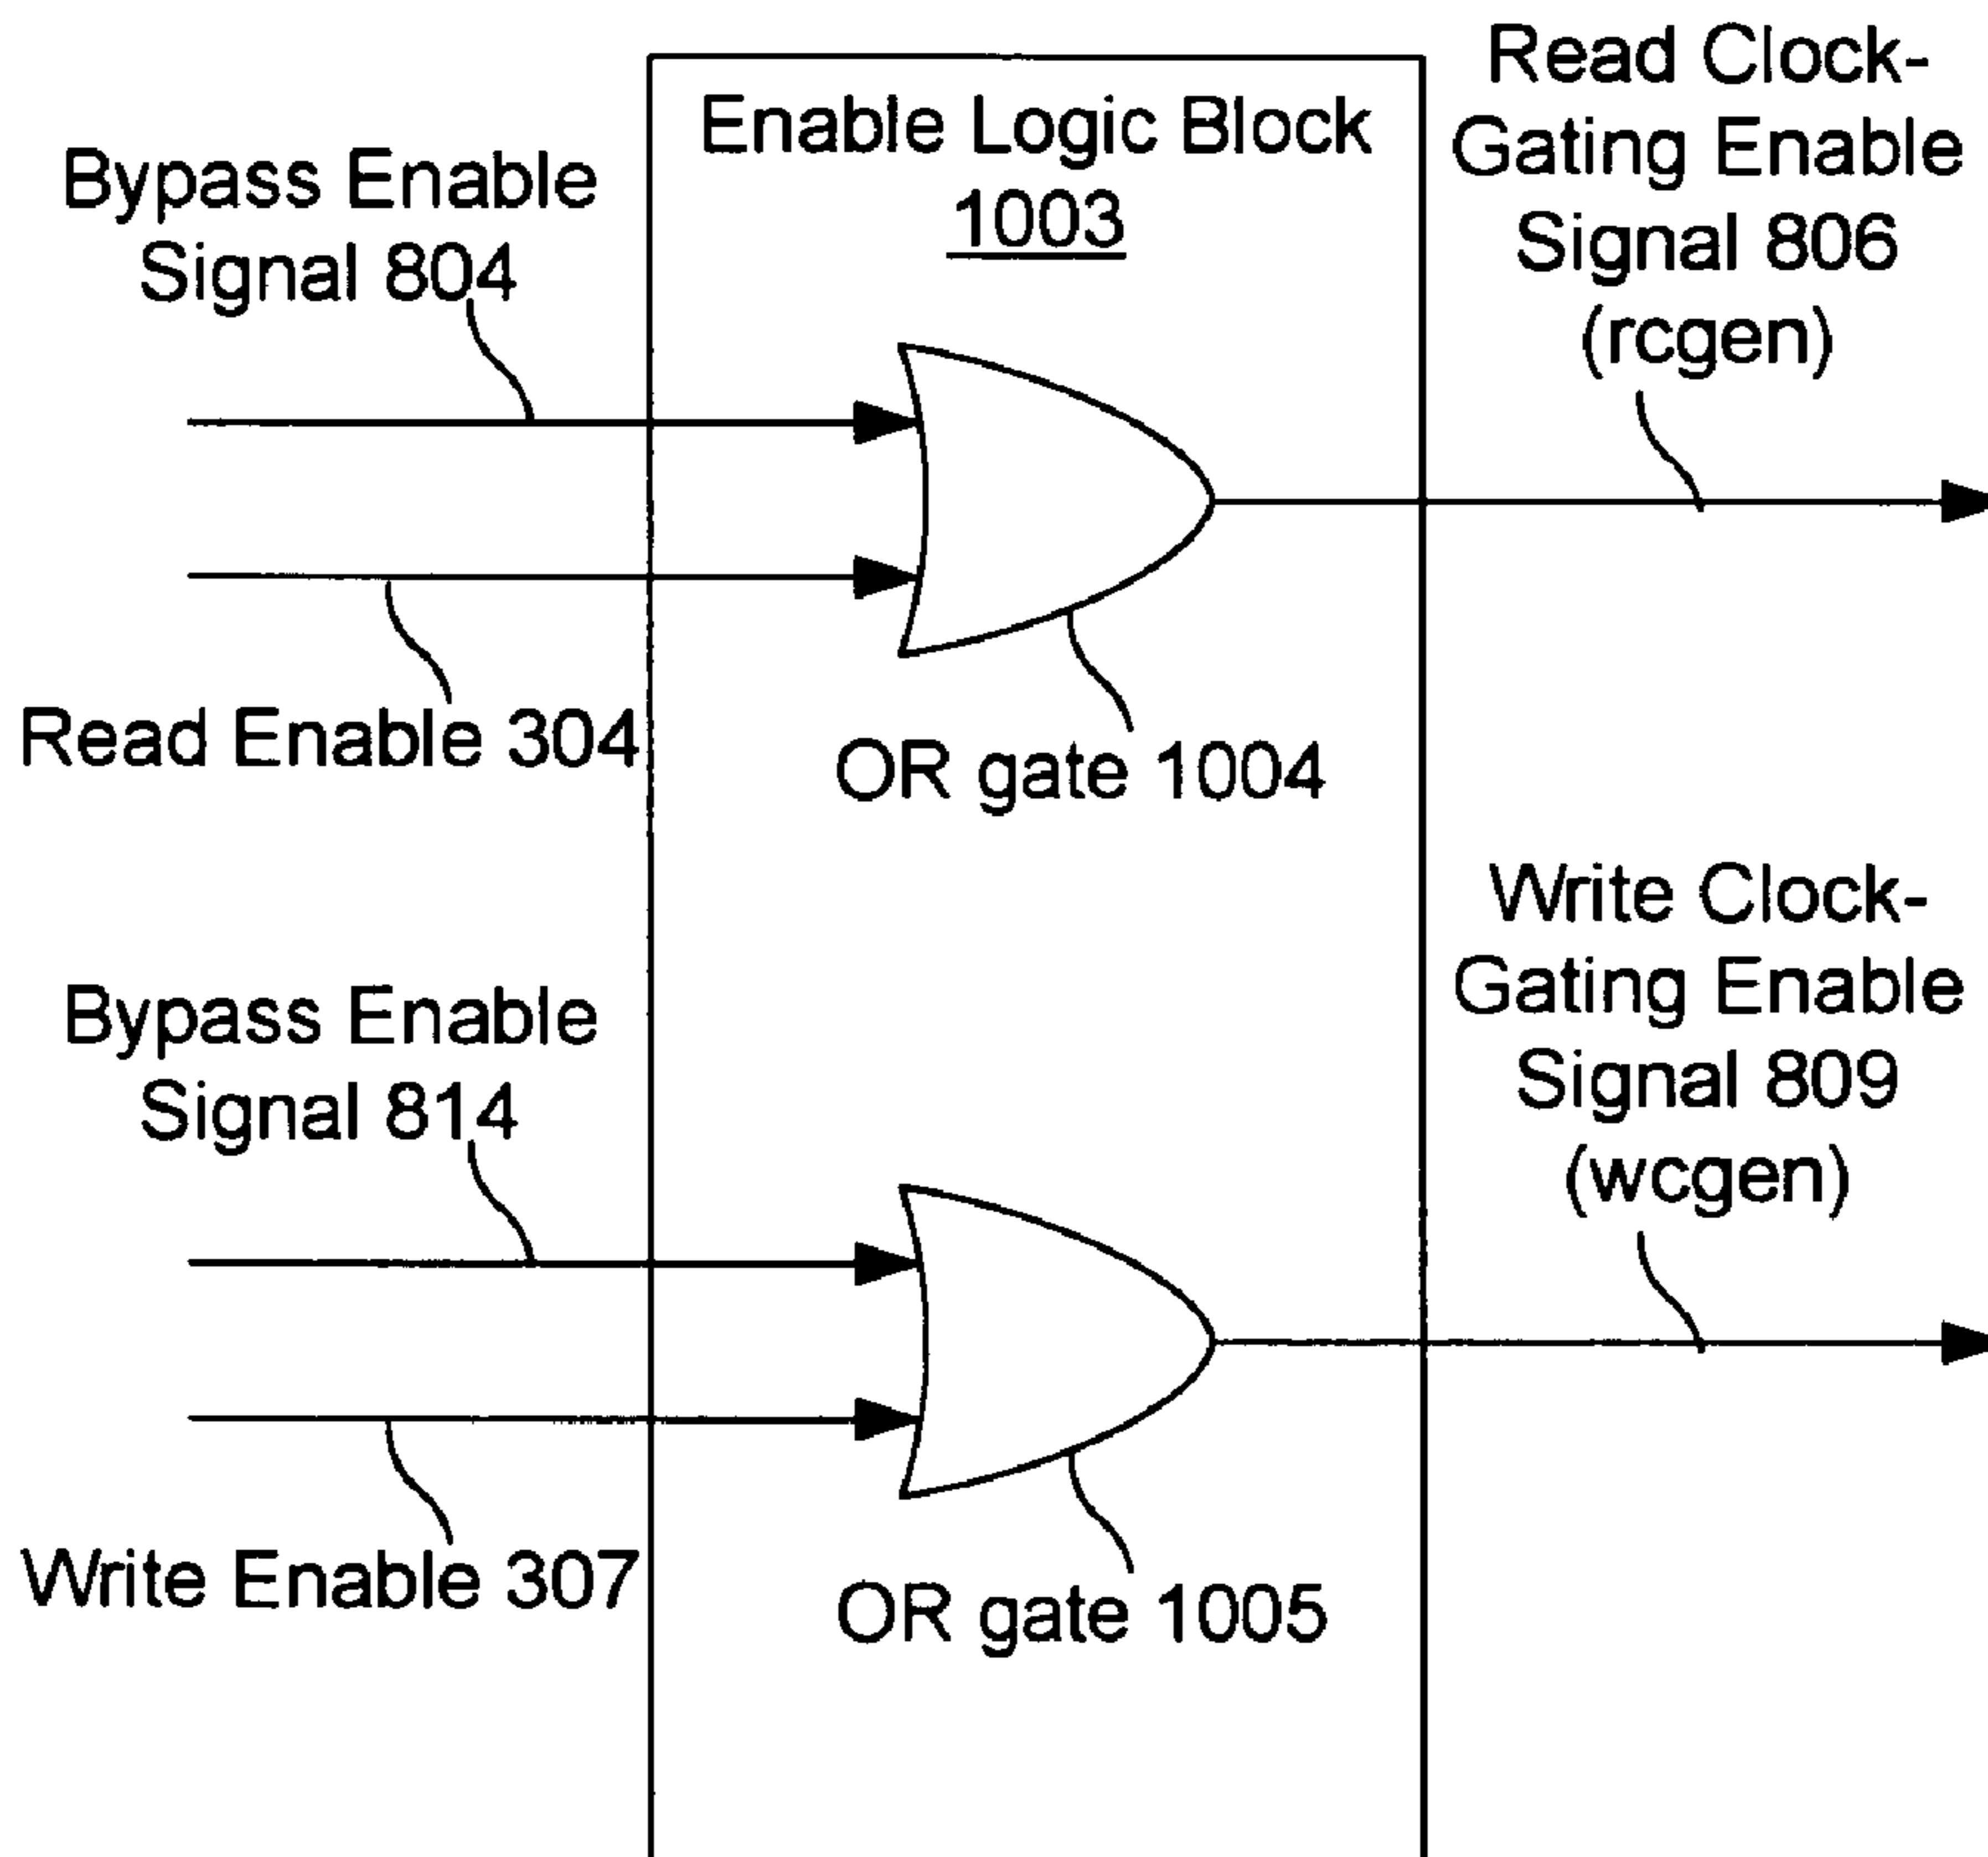 Enable Logic Block
1003
Bypass Enable
Signal 804
Read Enable 304
OR gate 1004
Read Clock-
Gating Enable
Signal 806
(rcgen)
Bypass Enable
Signal 814
Write Enable 307
OR gate 1005
Write Clock-
Gating Enable
Signal 809
(wcgen)